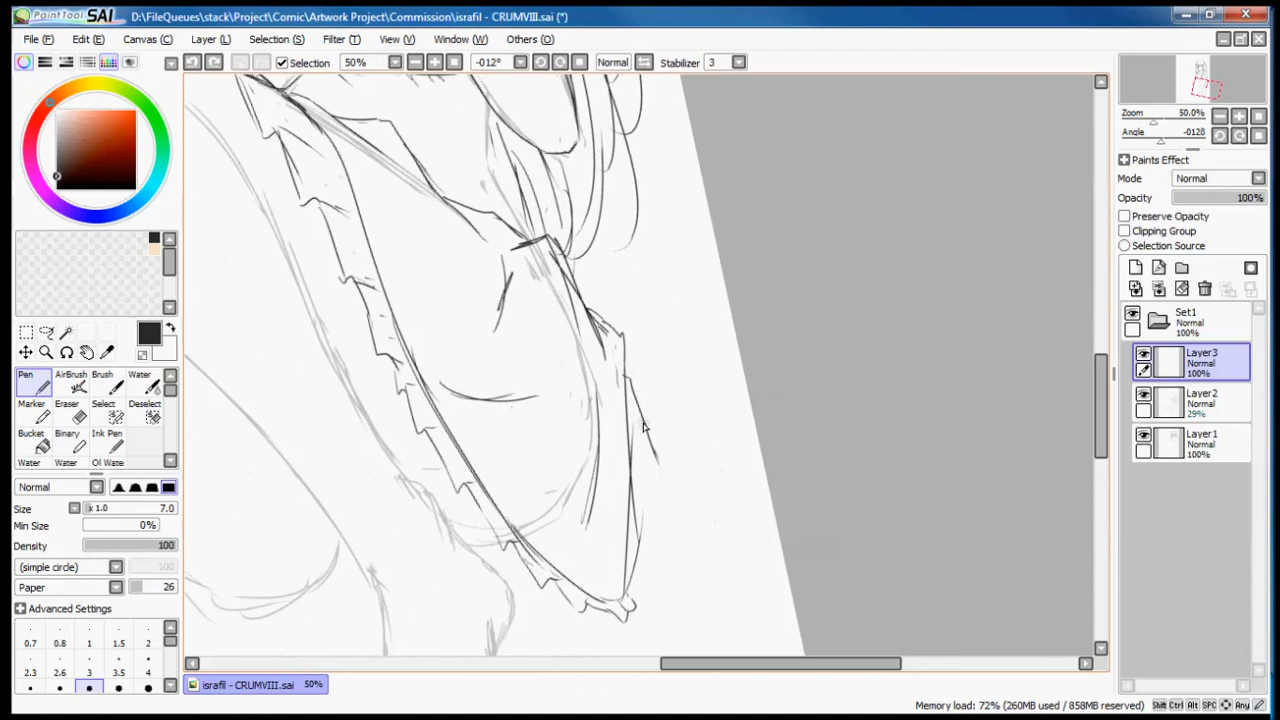 PaintTool SAI D:\FileQueues\stack\Project\Comic\Artwork Project\Commission\israfil - CRUMVIII.sai (*)
File (F) Edit (E) Canvas (C) Layer (L) Selection (S) Filter (T) View (V) Window (W) Others (O)
Selection 50% -012° Normal Stabilizer 3
Zoom 50.0%
Angle -012ß
Paints Effect
Mode Normal
Opacity 100%
Preserve Opacity
Clipping Group
Selection Source
Set1
Normal
100%
Layer3
Normal
100%
Layer2
Normal
29%
Layer1
Normal
100%
Pen AirBrush Brush Water
Marker Eraser Select Deselect
Bucket Binary Ink Pen
Water Water Ol Wate
Normal
Size x 1.0 7.0
Min Size 0%
Density 100
(simple circle) 100
Paper 26
Advanced Settings
0.7 0.8 1 1.5 2
2.3 2.6 3 3.5 4
israfil - CRUMVIII.sai 50%
Memory load: 72% (260MB used / 858MB reserved) Shift Ctrl Alt SPC Any